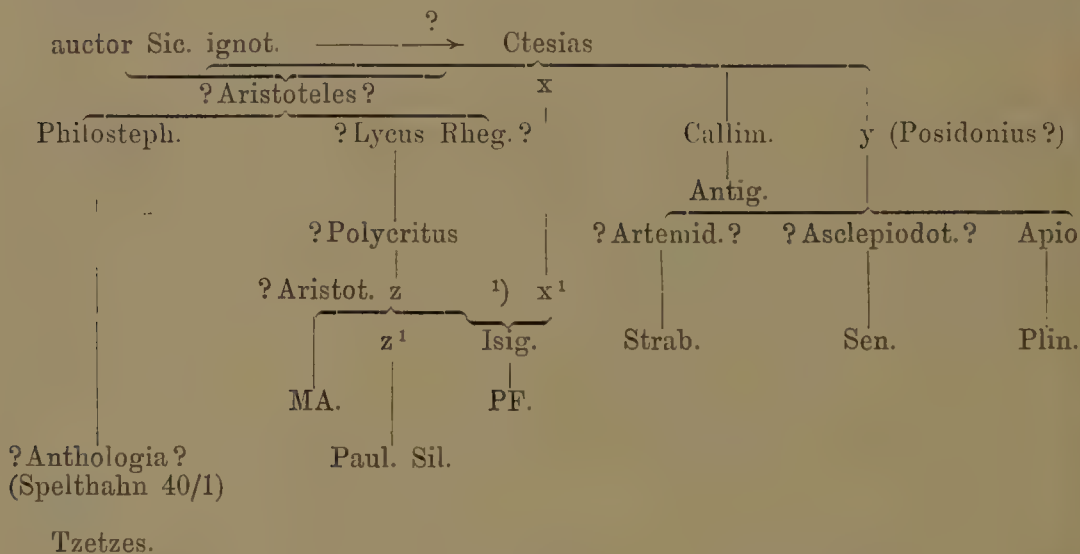 ?
auctor Sic. ignot. Ctesias
?Aristoteles? x
Philosteph. ?Lycus Rheg.? Callim. y (Posidonius?)
Antig.
?Polycritus ?Artemid.? ?Asclepiodot.? Apio
?Aristot. z ¹) x¹
z¹ Isig. Strab. Sen. Plin.
MA. PF.
?Anthologia? Paul. Sil.
(Spelthahn 40/1)
Tzetzes.